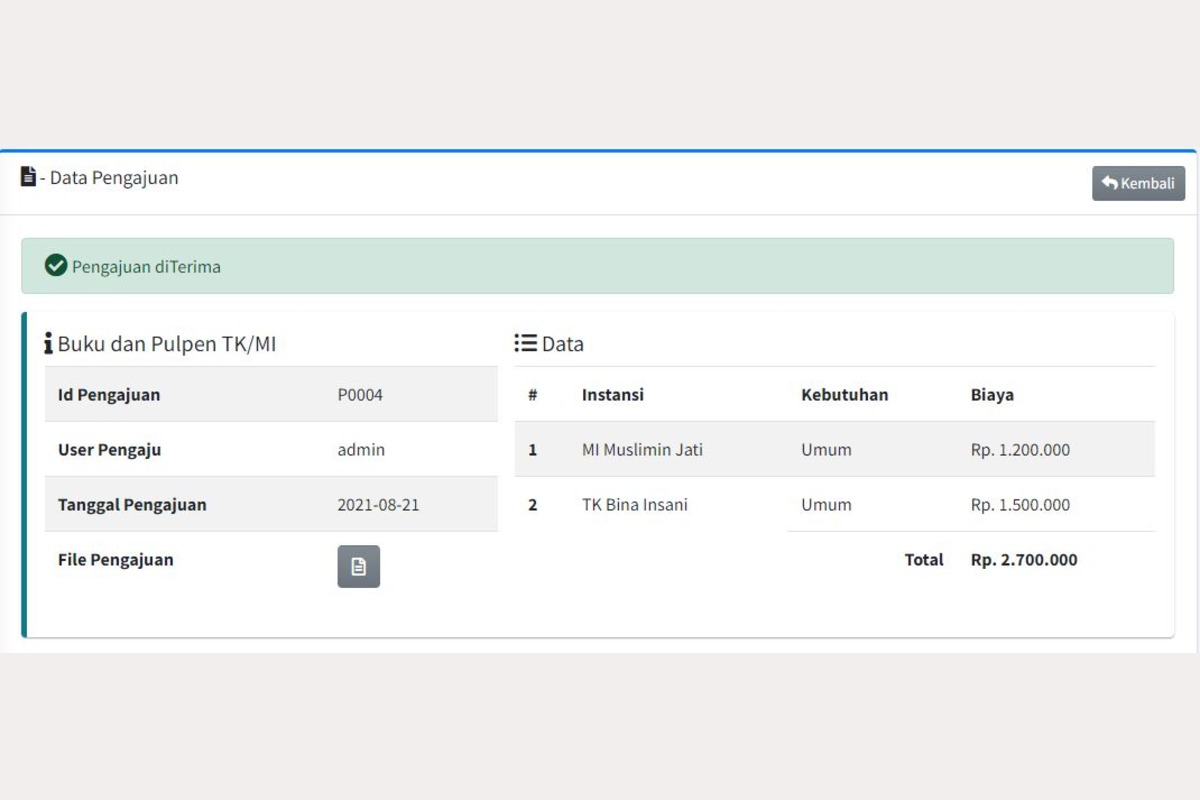 - Data Pengajuan
Kembali
Pengajuan diTerima
Buku dan Pulpen TK/MI
Id Pengajuan P0004
User Pengaju admin
Tanggal Pengajuan 2021-08-21
File Pengajuan
Data
# Instansi Kebutuhan Biaya
1 MI Muslimin Jati Umum Rp. 1.200.000
2 TK Bina Insani Umum Rp. 1.500.000
Total Rp. 2.700.000